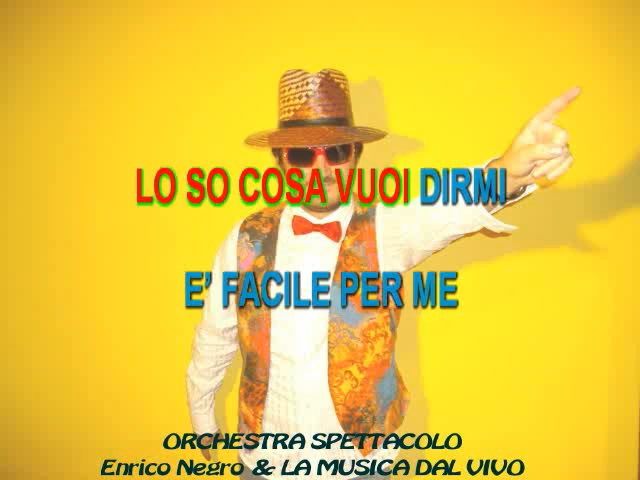 LO SO COSA VUOI DIRMI
E' FACILE PER ME
ORCHESTRA SPETTACOLO
Enrico Negro & LA MUSICA DAL VIVO